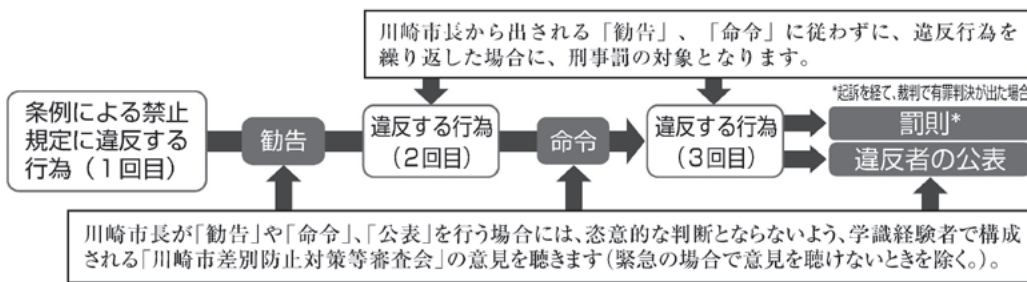 川崎市長から出される「勧告」、「命令」に従わずに、違反行為を
繰り返した場合に、刑事罰の対象となります。
*起訴を経て、裁判で有罪判決が出た場合
条例による禁止
規定に違反する
行為（1回目）
勧告
違反する行為
（2回目）
命令
違反する行為
（3回目）
罰則*
違反者の公表
川崎市長が「勧告」や「命令」、「公表」を行う場合には、恣意的な判断とならないよう、学識経験者で構成
される「川崎市差別防止対策等審査会」の意見を聴きます（緊急の場合で意見を聴けないときを除く。）。